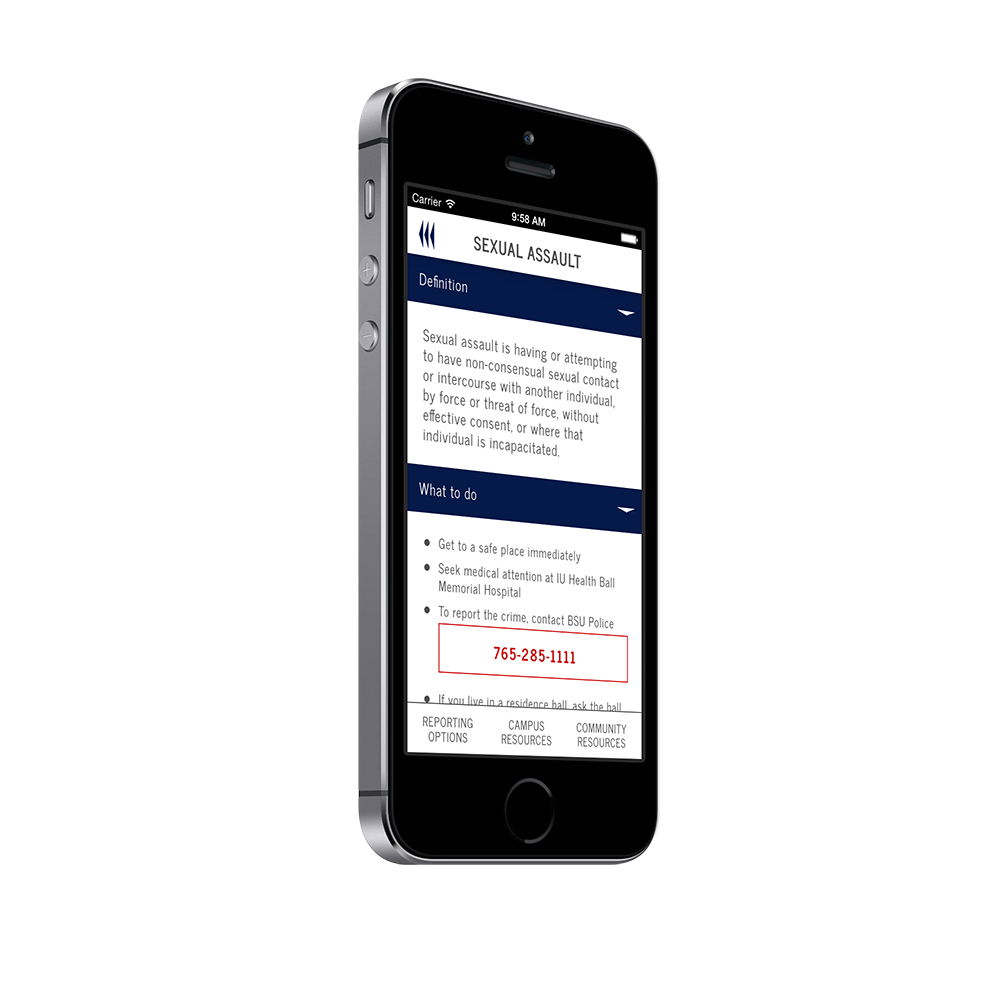 Carrier
9:58 AM
SEXUAL ASSAULT
Definition
Sexual assault is having or attempting
to have non-consensual sexual contact
or intercourse with another individual,
by force or threat of force, without
effective consent, or where that
individual is incapacitated.
What to do
• Get to a safe place immediately
• Seek medical attention at IU Health Ball
Memorial Hospital
• To report the crime, contact BSU Police
765-285-1111
• If you live in a residence hall, ask the hall
REPORTING
OPTIONS
CAMPUS
RESOURCES
COMMUNITY
RESOURCES